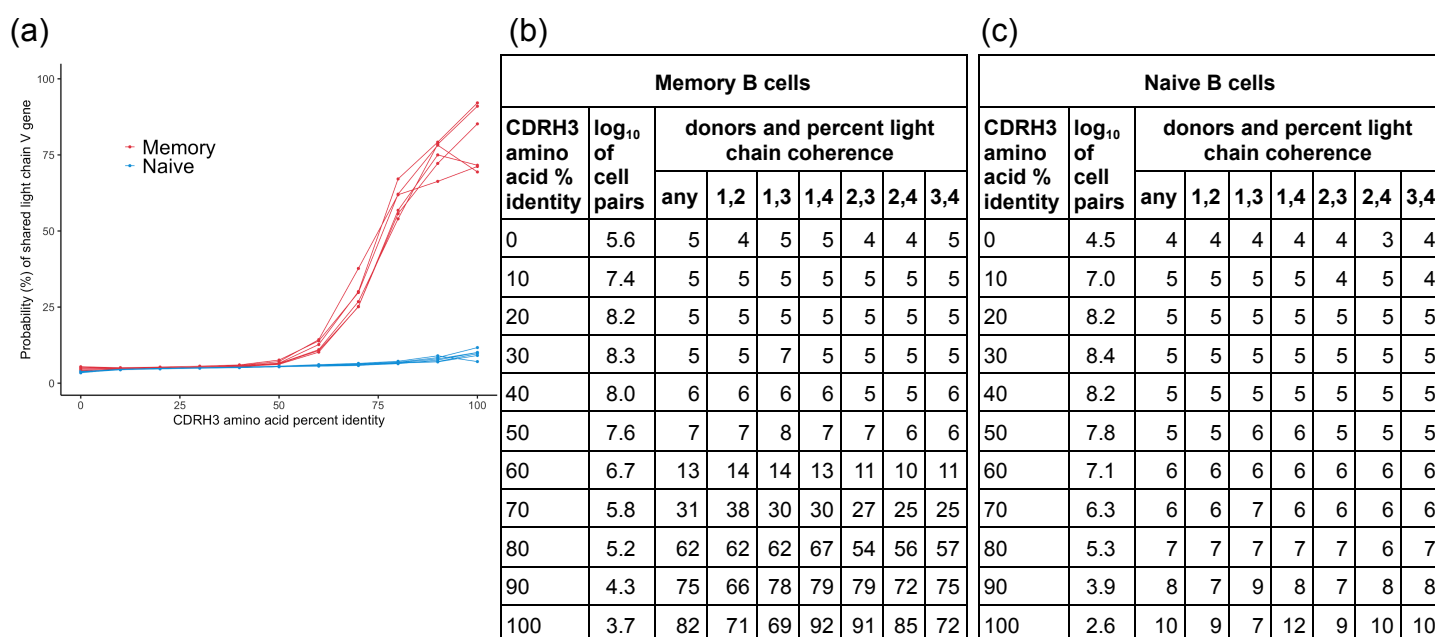 (a)
100
75
50
25
0
Probability (%) of shared light chain V gene
Memory
Naive
0 25 50 75 100
CDRH3 amino acid percent identity
(b)
Memory B cells
CDRH3 amino acid % identity
log10 of cell pairs
donors and percent light chain coherence
any 1,2 1,3 1,4 2,3 2,4 3,4
0 5.6 5 4 5 5 4 4 5
10 7.4 5 5 5 5 5 5 5
20 8.2 5 5 5 5 5 5 5
30 8.3 5 5 7 5 5 5 5
40 8.0 6 6 6 6 5 5 6
50 7.6 7 7 8 7 7 6 6
60 6.7 13 14 14 13 11 10 11
70 5.8 31 38 30 30 27 25 25
80 5.2 62 62 62 67 54 56 57
90 4.3 75 66 78 79 79 72 75
100 3.7 82 71 69 92 91 85 72
(c)
Naive B cells
CDRH3 amino acid % identity
log10 of cell pairs
donors and percent light chain coherence
any 1,2 1,3 1,4 2,3 2,4 3,4
0 4.5 4 4 4 4 4 3 4
10 7.0 5 5 5 5 4 5 4
20 8.2 5 5 5 5 5 5 5
30 8.4 5 5 5 5 5 5 5
40 8.2 5 5 5 5 5 5 5
50 7.8 5 5 6 6 5 5 5
60 7.1 6 6 6 6 6 6 6
70 6.3 6 6 7 6 6 6 6
80 5.3 7 7 7 7 7 6 7
90 3.9 8 7 9 8 7 8 8
100 2.6 10 9 7 12 9 10 10